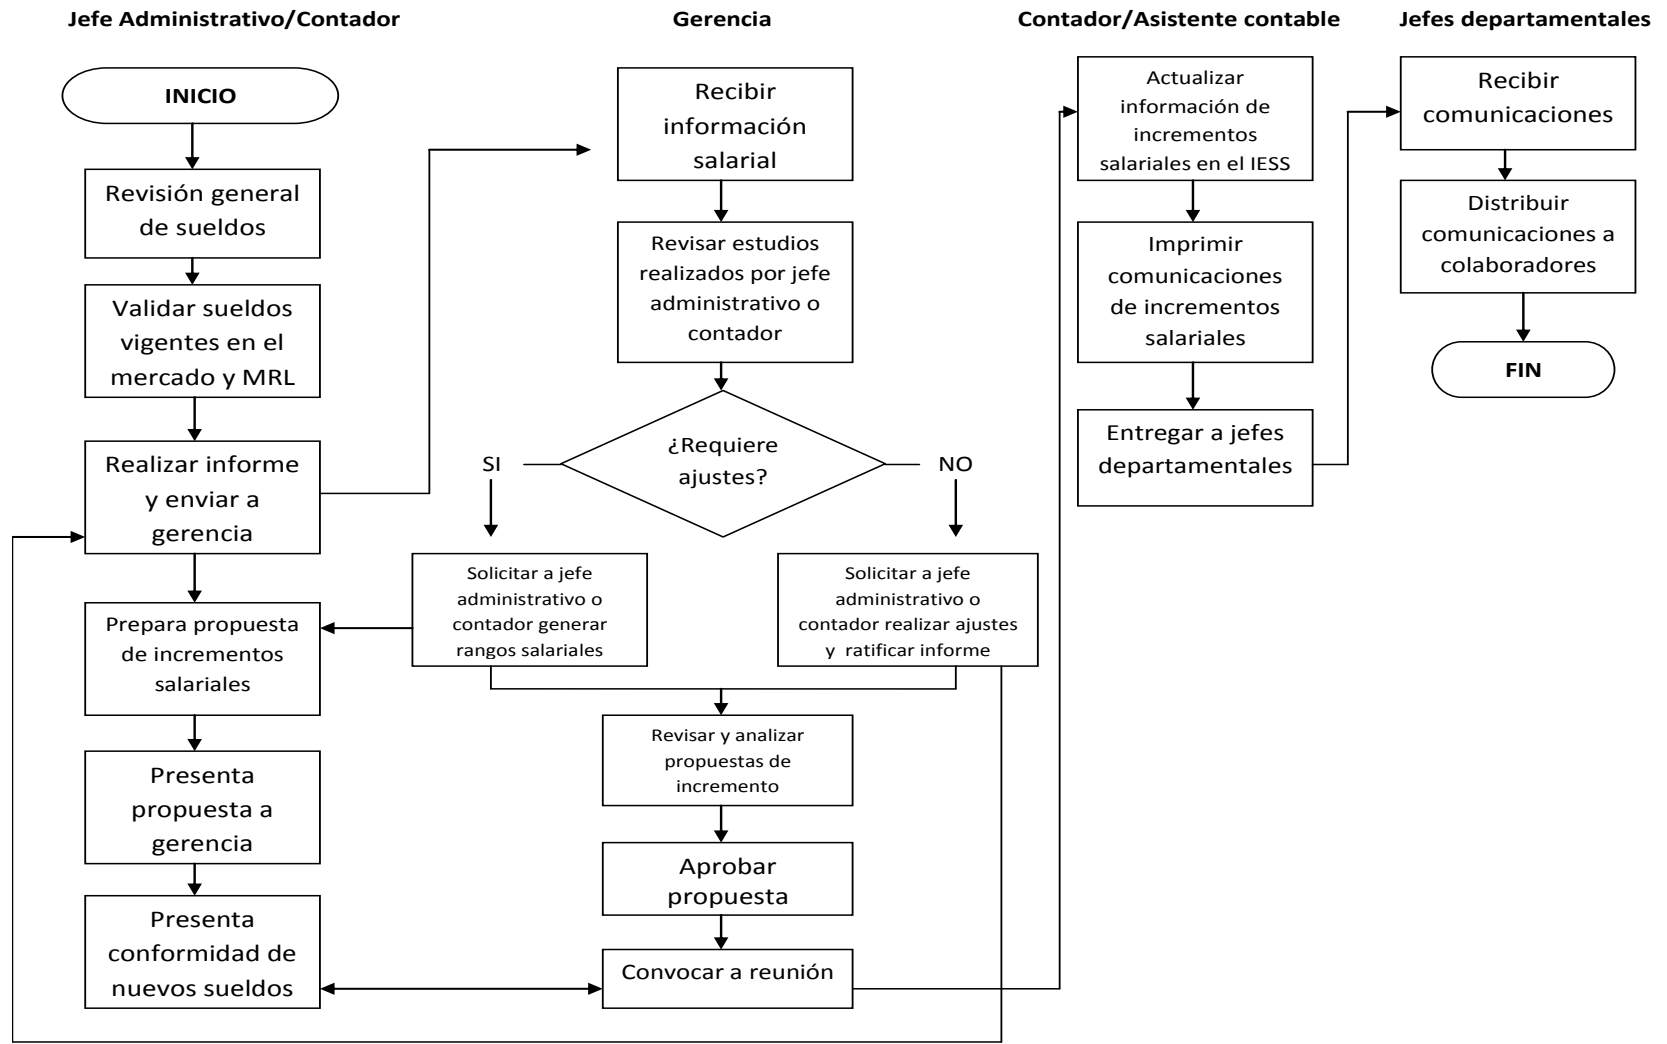 Jefe Administrativo/Contador
INICIO
Revisión general
de sueldos
Validar sueldos
vigentes en el
mercado y MRL
Realizar informe
y enviar a
gerencia
Prepara propuesta
de incrementos
salariales
Presenta
propuesta a
gerencia
Presenta
conformidad de
nuevos sueldos
Gerencia
Recibir
información
salarial
Revisar estudios
realizados por jefe
administrativo o
contador
¿Requiere
ajustes?
SI
NO
Solicitar a jefe
administrativo o
contador generar
rangos salariales
Solicitar a jefe
administrativo o
contador realizar ajustes
y ratificar informe
Revisar y analizar
propuestas de
incremento
Aprobar
propuesta
Convocar a reunión
Contador/Asistente contable
Actualizar
información de
incrementos
salariales en el IESS
Imprimir
comunicaciones
de incrementos
salariales
Entregar a jefes
departamentales
Jefes departamentales
Recibir
comunicaciones
Distribuir
comunicaciones a
colaboradores
FIN